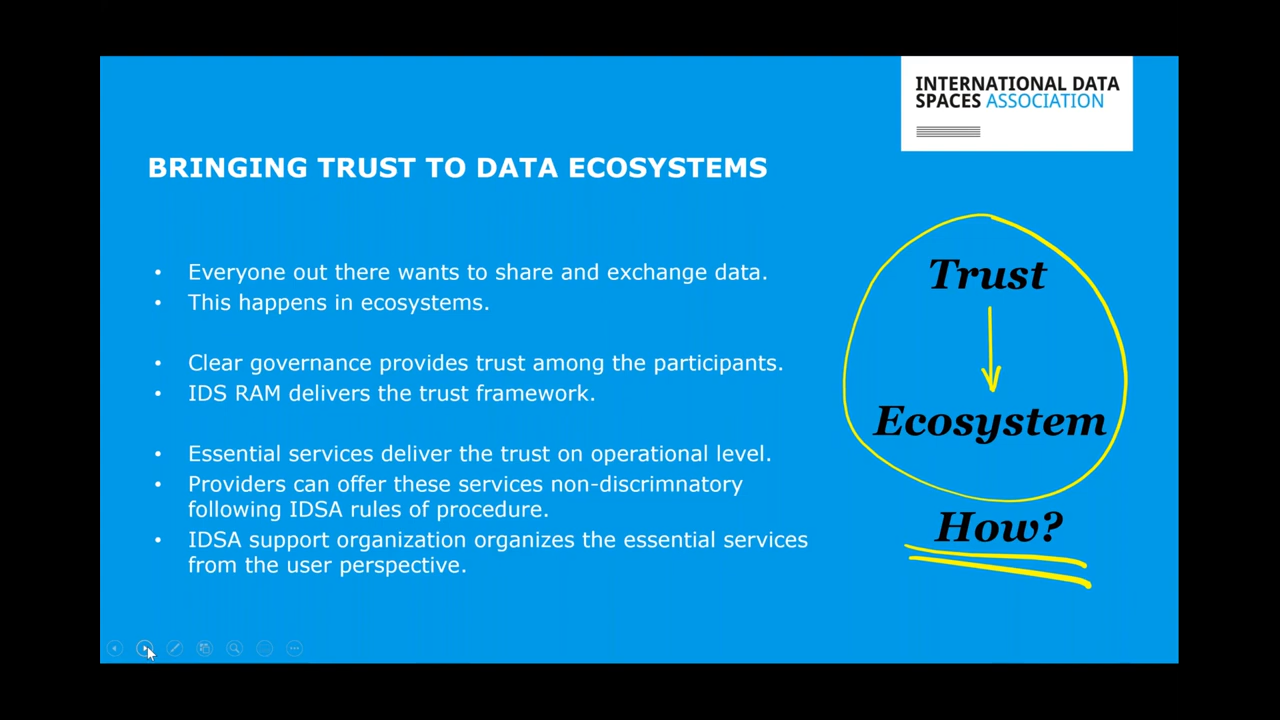 INTERNATIONAL DATA
SPACES ASSOCIATION
BRINGING TRUST TO DATA ECOSYSTEMS
• Everyone out there wants to share and exchange data.
• This happens in ecosystems.
• Clear governance provides trust among the participants.
• IDS RAM delivers the trust framework.
• Essential services deliver the trust on operational level.
• Providers can offer these services non-discrimnatory
following IDSA rules of procedure.
• IDSA support organization organizes the essential services
from the user perspective.
Trust
Ecosystem
How?